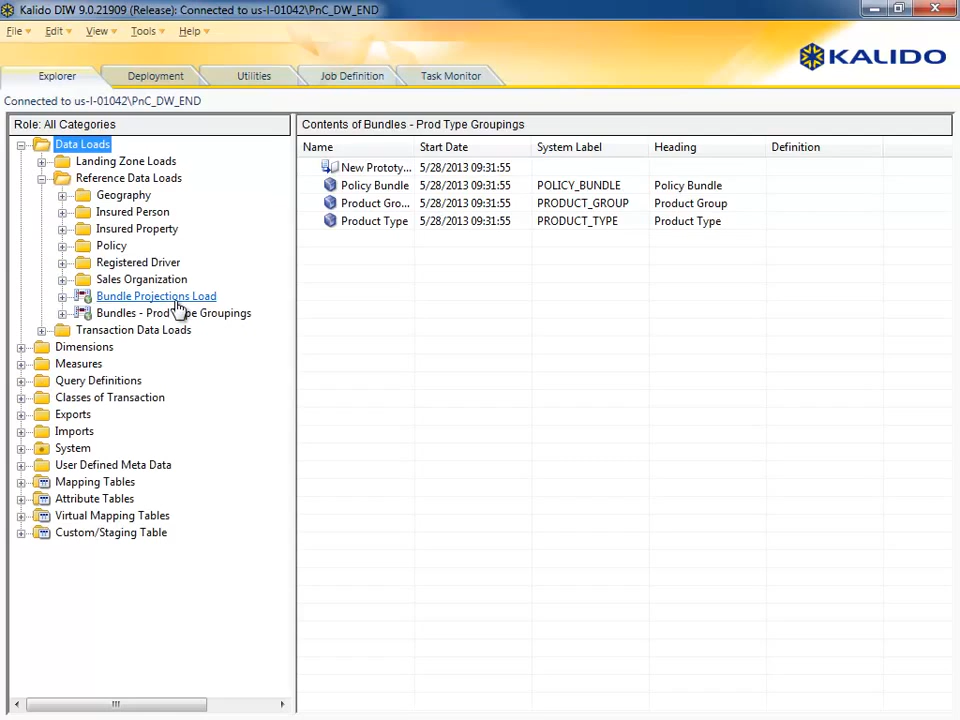 Kalido DIW 9.0.21909 (Release): Connected to us-l-01042\PnC_DW_END
File Edit View Tools Help
KALIDO
Explorer Deployment Utilities Job Definition Task Monitor
Connected to us-l-01042\PnC_DW_END
Role: All Categories
Data Loads
Landing Zone Loads
Reference Data Loads
Geography
Insured Person
Insured Property
Policy
Registered Driver
Sales Organization
Bundle Projections Load
Bundles - Prod Type Groupings
Transaction Data Loads
Dimensions
Measures
Query Definitions
Classes of Transaction
Exports
Imports
System
User Defined Meta Data
Mapping Tables
Attribute Tables
Virtual Mapping Tables
Custom/Staging Table
Contents of Bundles - Prod Type Groupings
Name Start Date System Label Heading Definition
New Prototy... 5/28/2013 09:31:55
Policy Bundle 5/28/2013 09:31:55 POLICY_BUNDLE Policy Bundle
Product Gro... 5/28/2013 09:31:55 PRODUCT_GROUP Product Group
Product Type 5/28/2013 09:31:55 PRODUCT_TYPE Product Type